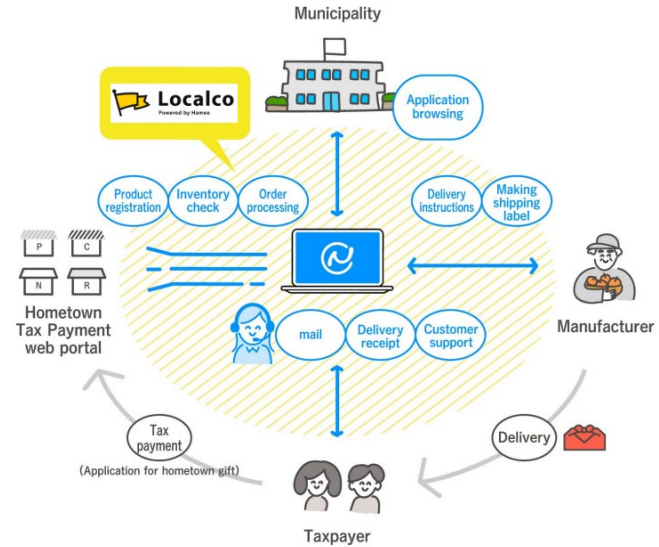 Municipality
Localco
Powered by Hamee
Application
browsing
Product
registration
Inventory
check
Order
processing
Delivery
instructions
Making
shipping
label
P
C
N
R
Hometown
Tax Payment
web portal
Manufacturer
mail
Delivery
receipt
Customer
support
Tax
payment
(Application for hometown gift)
Delivery
Taxpayer